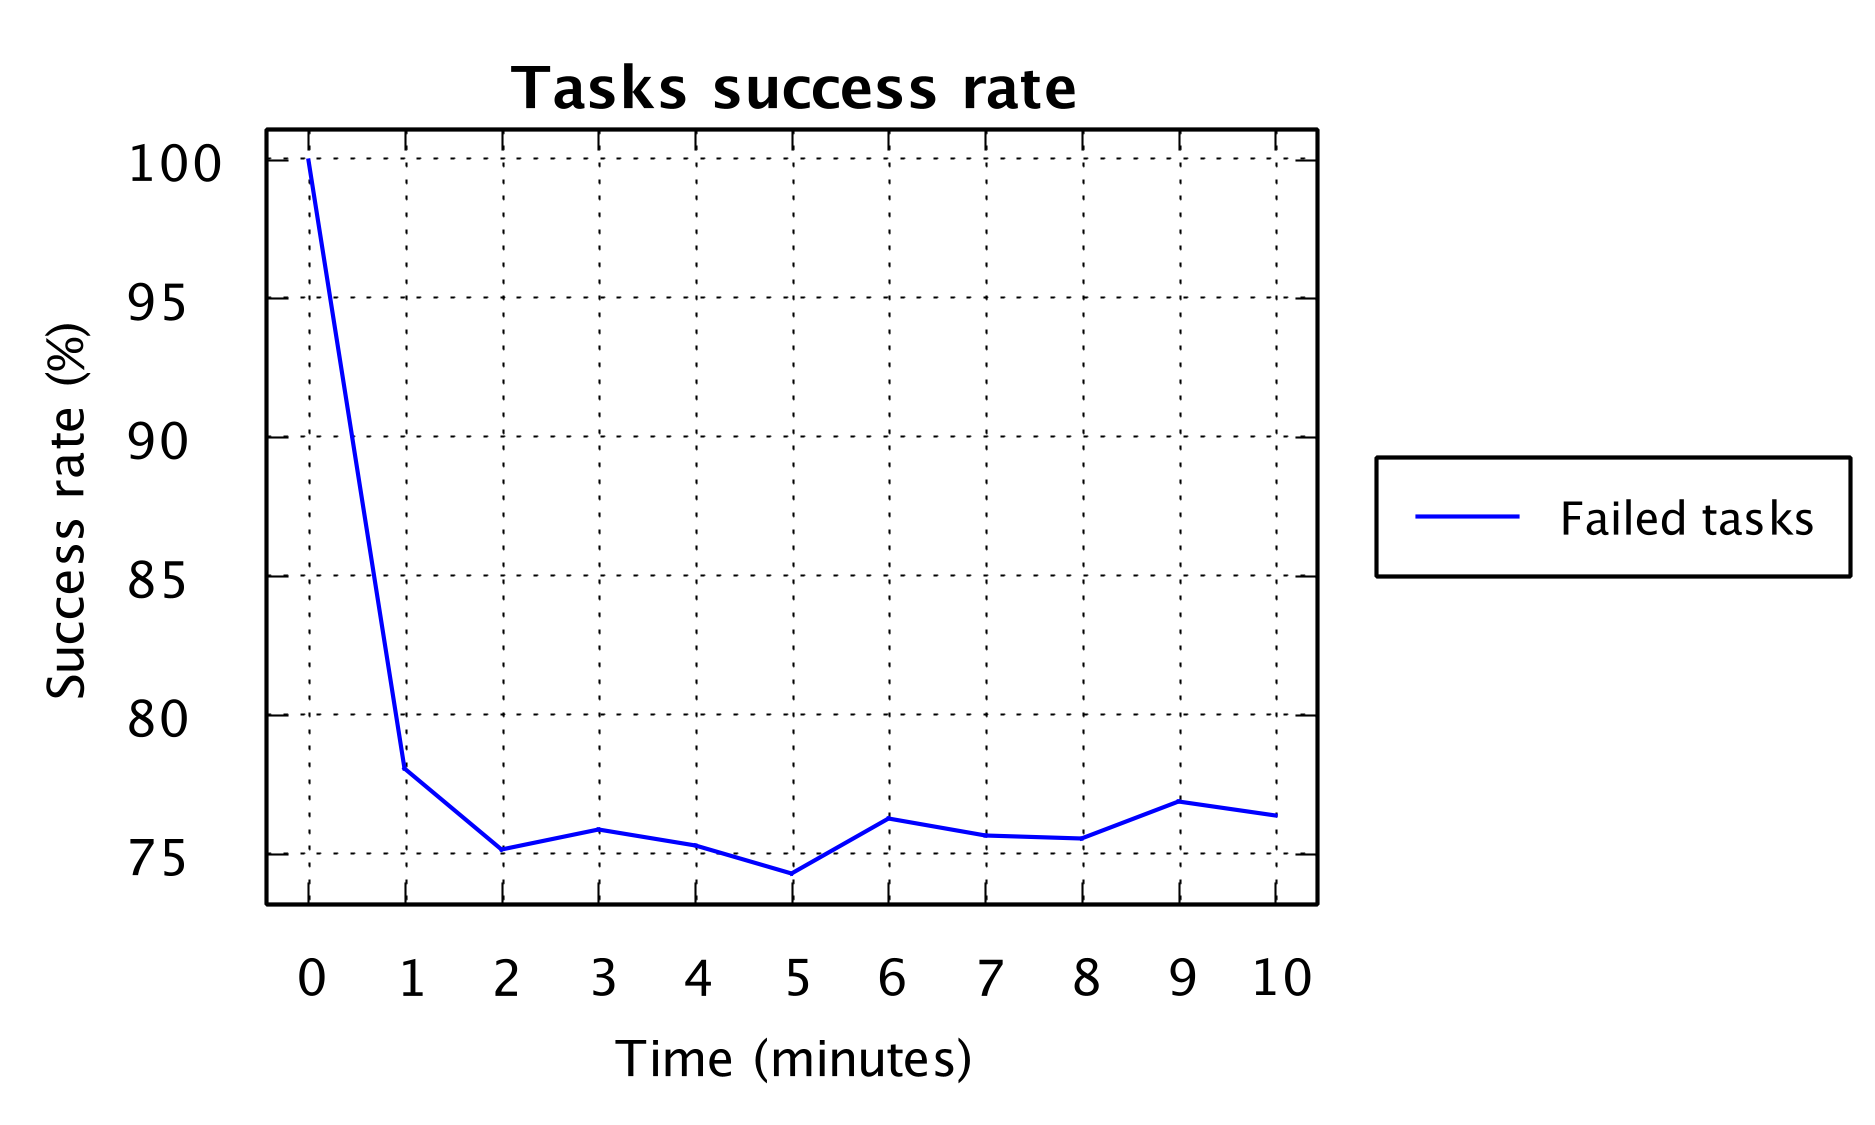 Tasks success rate
100
95
90
85
80
75
Success rate (%)
0 1 2 3 4 5 6 7 8 9 10
Time (minutes)
Failed tasks